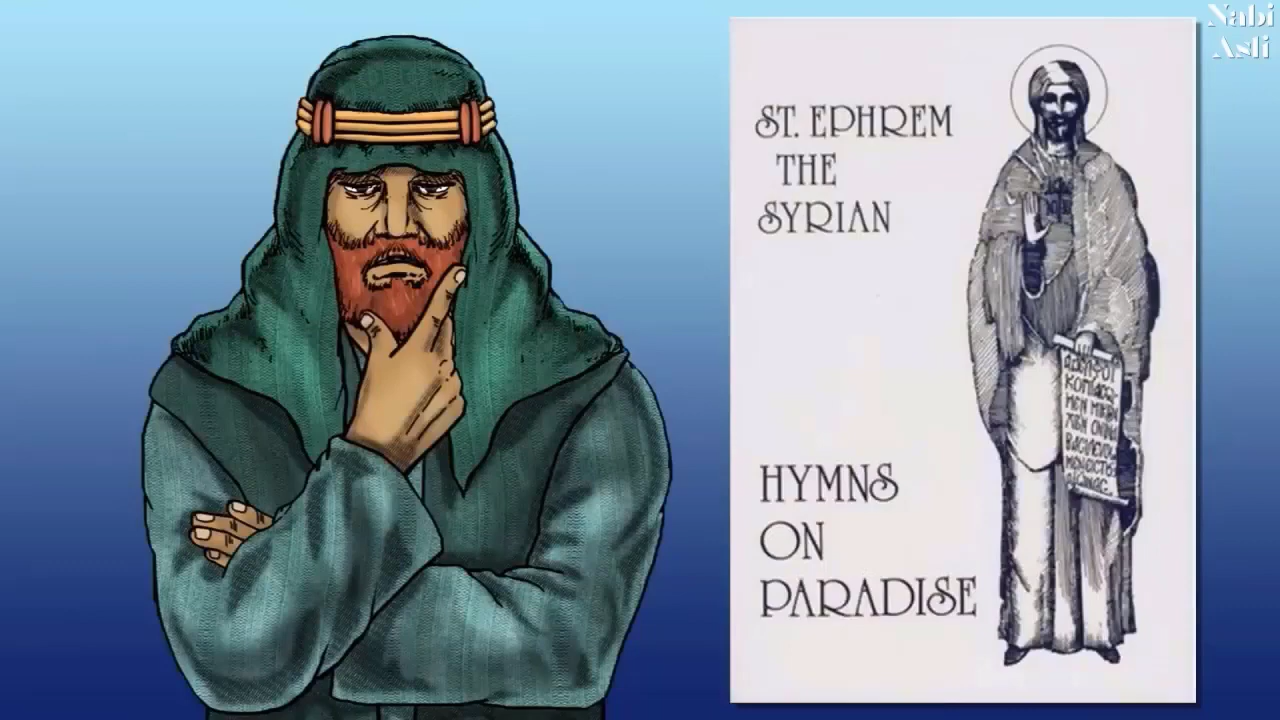 Nabi
Asli
ST. EPHREM
THE
SYRIAN
HYMNS
ON
PARADISE